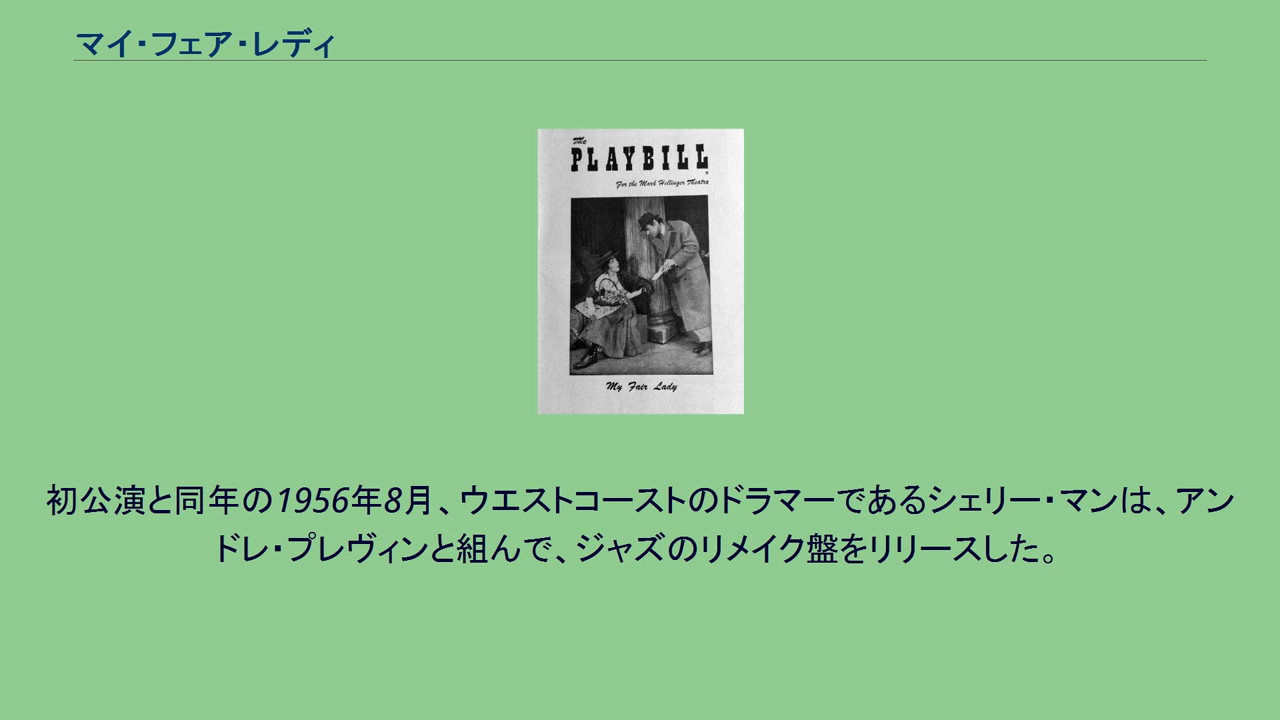 マイ・フェア・レディ
The
PLAYBILL
For the Mark Hellinger Theatre
My Fair Lady
初公演と同年の1956年8月、ウエストコーストのドラマーであるシェリー・マンは、アン
ドレ・プレヴィンと組んで、ジャズのリメイク盤をリリースした。